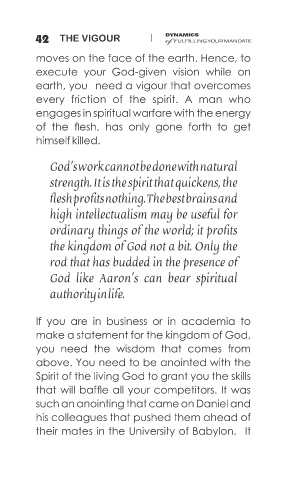 42 THE VIGOUR | DYNAMICS
of FULFILLING YOUR MANDATE
moves on the face of the earth. Hence, to
execute your God-given vision while on
earth, you need a vigour that overcomes
every friction of the spirit. A man who
engages in spiritual warfare with the energy
of the flesh, has only gone forth to get
himself killed.
God's work cannot be done with natural
strength. It is the spirit that quickens, the
flesh profits nothing. The best brains and
high intellectualism may be useful for
ordinary things of the world; it profits
the kingdom of God not a bit. Only the
rod that has budded in the presence of
God like Aaron's can bear spiritual
authority in life.
If you are in business or in academia to
make a statement for the kingdom of God,
you need the wisdom that comes from
above. You need to be anointed with the
Spirit of the living God to grant you the skills
that will baffle all your competitors. It was
such an anointing that came on Daniel and
his colleagues that pushed them ahead of
their mates in the University of Babylon. It